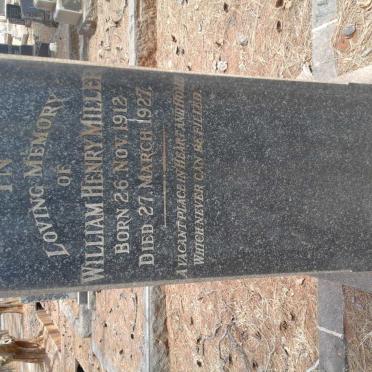 IN
LOVING MEMORY
OF
WILLIAM HENRY MILLER
BORN 26 NOV. 1912
DIED 27 MARCH 1927.
A VACANT PLACE IN HEART AND HOME
WHICH NEVER CAN BE FILLED.